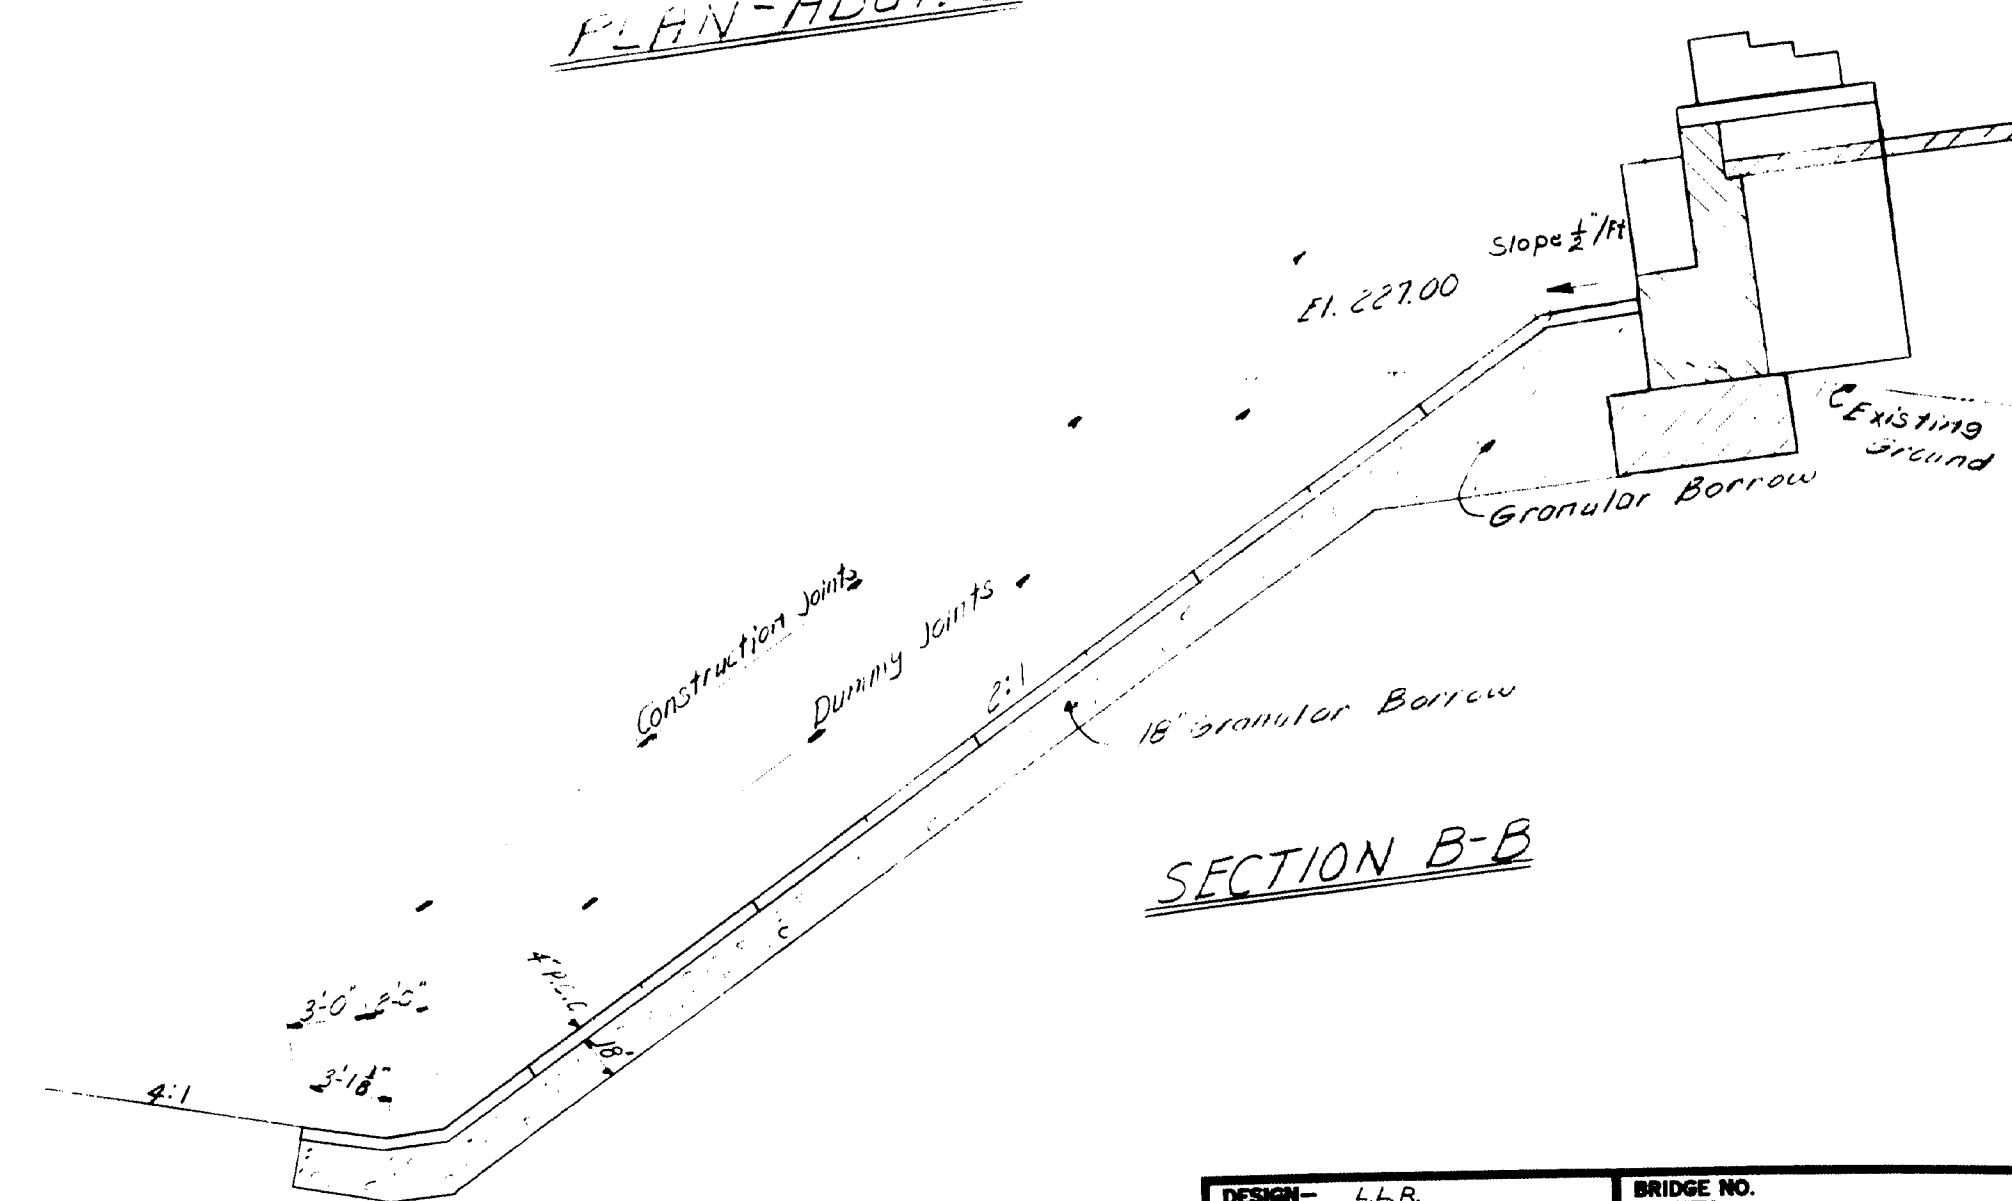 PLAN-ABUT.
Slope ½"/Ft
El. 227.00
Existing
Ground
Granular Borrow
Construction Joints
Dummy Joints
2:1
18" Granular Borrow
SECTION B-B
4" P.C.C
3'-0" 2'-0"
18"
3'-1⅛"
4:1
DESIGN- L.L.B.
BRIDGE NO.